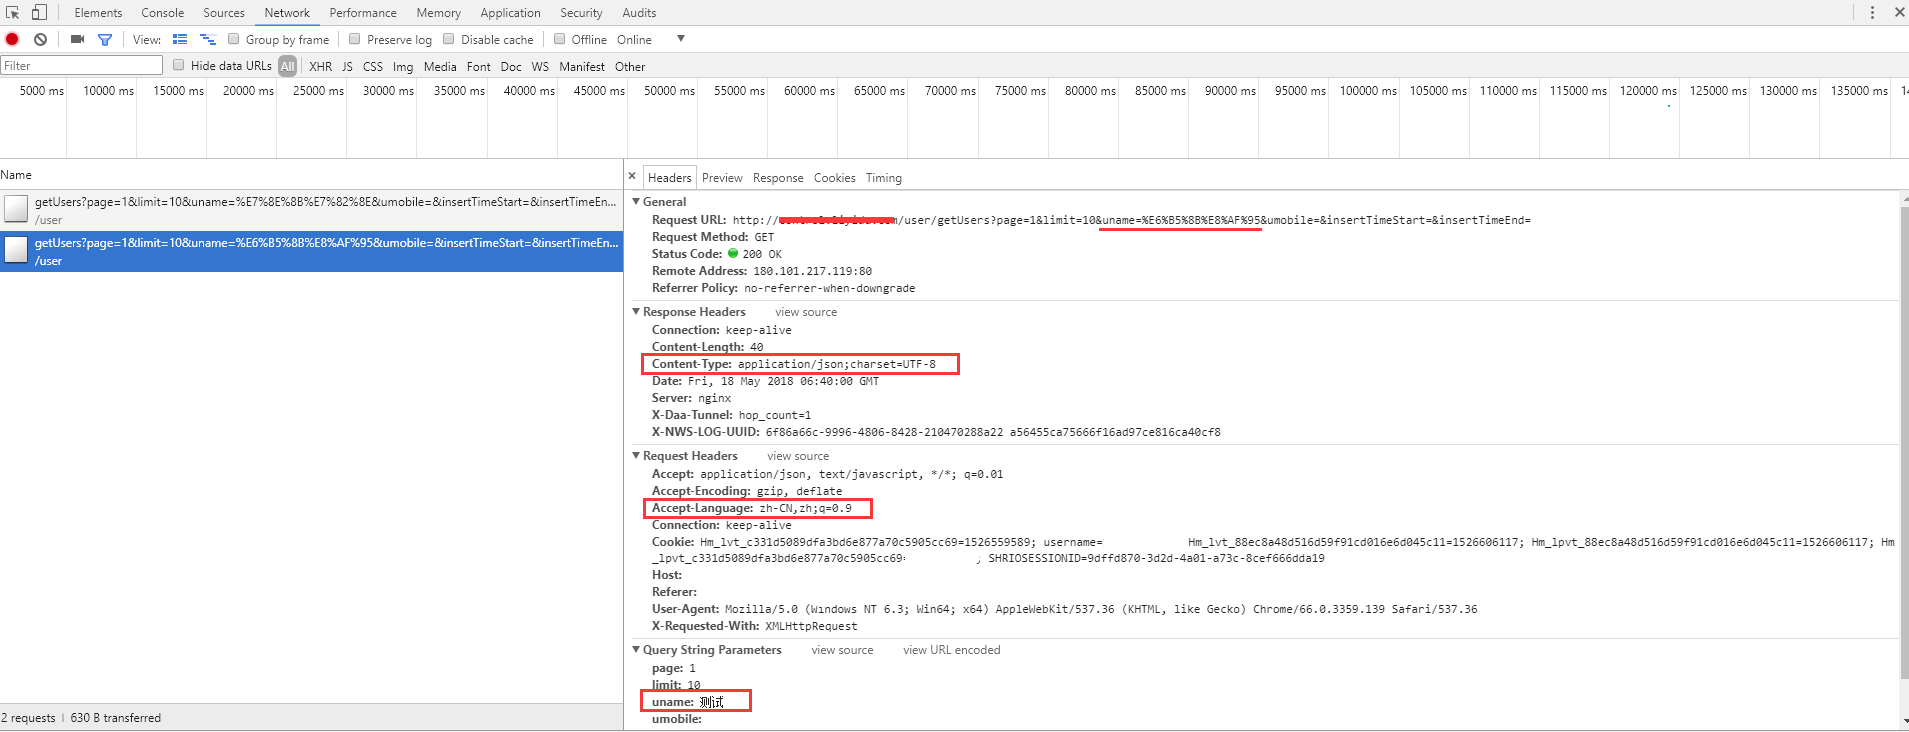 Elements Console Sources Network Performance Memory Application Security Audits
View: Group by frame Preserve log Disable cache Offline Online
Filter Hide data URLs All XHR JS CSS Img Media Font Doc WS Manifest Other
5000 ms 10000 ms 15000 ms 20000 ms 25000 ms 30000 ms 35000 ms 40000 ms 45000 ms 50000 ms 55000 ms 60000 ms 65000 ms 70000 ms 75000 ms 80000 ms 85000 ms 90000 ms 95000 ms 100000 ms 105000 ms 110000 ms 115000 ms 120000 ms 125000 ms 130000 ms 135000 ms 14
Name
getUsers?page=1&limit=10&uname=%E7%8E%8B%E7%82%8E&umobile=&insertTimeStart=&insertTimeEn...
/user
getUsers?page=1&limit=10&uname=%E6%B5%8B%E8%AF%95&umobile=&insertTimeStart=&insertTimeEn...
/user
2 requests | 630 B transferred
× Headers Preview Response Cookies Timing
General
Request URL: http:// /user/getUsers?page=1&limit=10&uname=%E6%B5%8B%E8%AF%95&umobile=&insertTimeStart=&insertTimeEnd=
Request Method: GET
Status Code: 200 OK
Remote Address: 180.101.217.119:80
Referrer Policy: no-referrer-when-downgrade
Response Headers view source
Connection: keep-alive
Content-Length: 40
Content-Type: application/json;charset=UTF-8
Date: Fri, 18 May 2018 06:40:00 GMT
Server: nginx
X-Daa-Tunnel: hop_count=1
X-NWS-LOG-UUID: 6f86a66c-9996-4806-8428-210470288a22 a56455ca75666f16ad97ce816ca40cf8
Request Headers view source
Accept: application/json, text/javascript, */*; q=0.01
Accept-Encoding: gzip, deflate
Accept-Language: zh-CN,zh;q=0.9
Connection: keep-alive
Cookie: Hm_lvt_c331d5089dfa3bd6e877a70c5905cc69=1526559589; username= Hm_lvt_88ec8a48d516d59f91cd016e6d045c11=1526606117; Hm_lpvt_88ec8a48d516d59f91cd016e6d045c11=1526606117; Hm
_lpvt_c331d5089dfa3bd6e877a70c5905cc69= ; SHRIOSESSIONID=9dffd870-3d2d-4a01-a73c-8cef666dda19
Host:
Referer:
User-Agent: Mozilla/5.0 (Windows NT 6.3; Win64; x64) AppleWebKit/537.36 (KHTML, like Gecko) Chrome/66.0.3359.139 Safari/537.36
X-Requested-With: XMLHttpRequest
Query String Parameters view source view URL encoded
page: 1
limit: 10
uname: 测试
umobile: